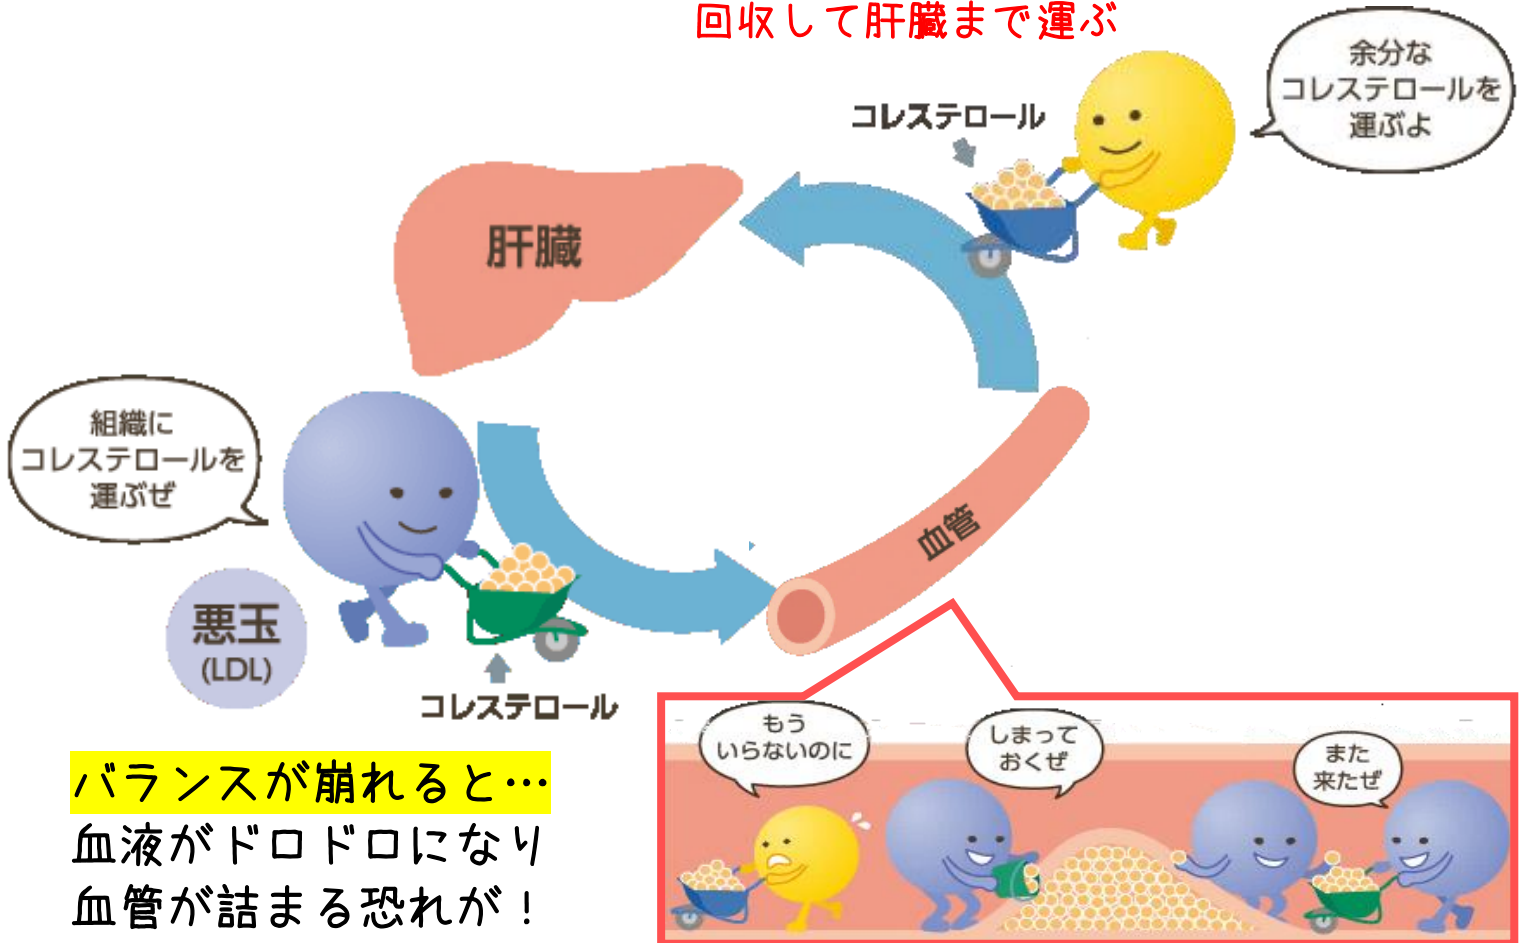 回収して肝臓まで運ぶ
余分な
コレステロールを
運ぶよ
コレステロール
肝臓
組織に
コレステロールを
運ぶぜ
血管
悪玉
(LDL)
コレステロール
バランスが崩れると…
血液がドロドロになり
血管が詰まる恐れが！
もう
いらないのに
しまって
おくぜ
また
来たぜ